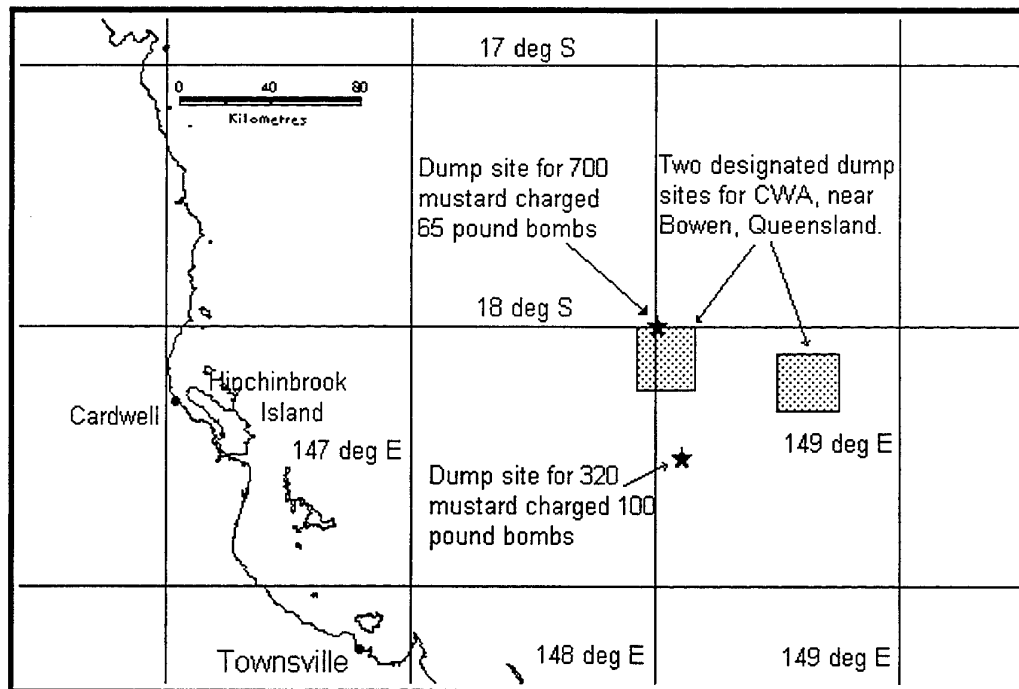 17 deg S
0 40 80
Kilometres
Dump site for 700
mustard charged
65 pound bombs
Two designated dump
sites for CWA, near
Bowen, Queensland.
18 deg S
Hinchinbrook
Island
Cardwell
147 deg E
149 deg E
Dump site for 320
mustard charged 100
pound bombs
Townsville
148 deg E
149 deg E